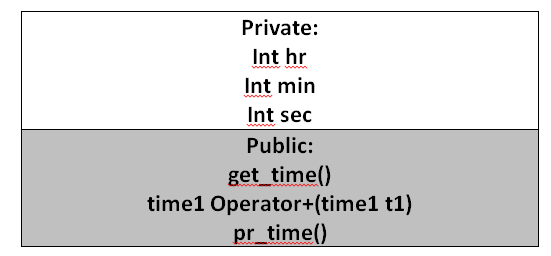 Private:
Int hr
Int min
Int sec
Public:
get_time()
time1 Operator+(time1 t1)
pr_time()